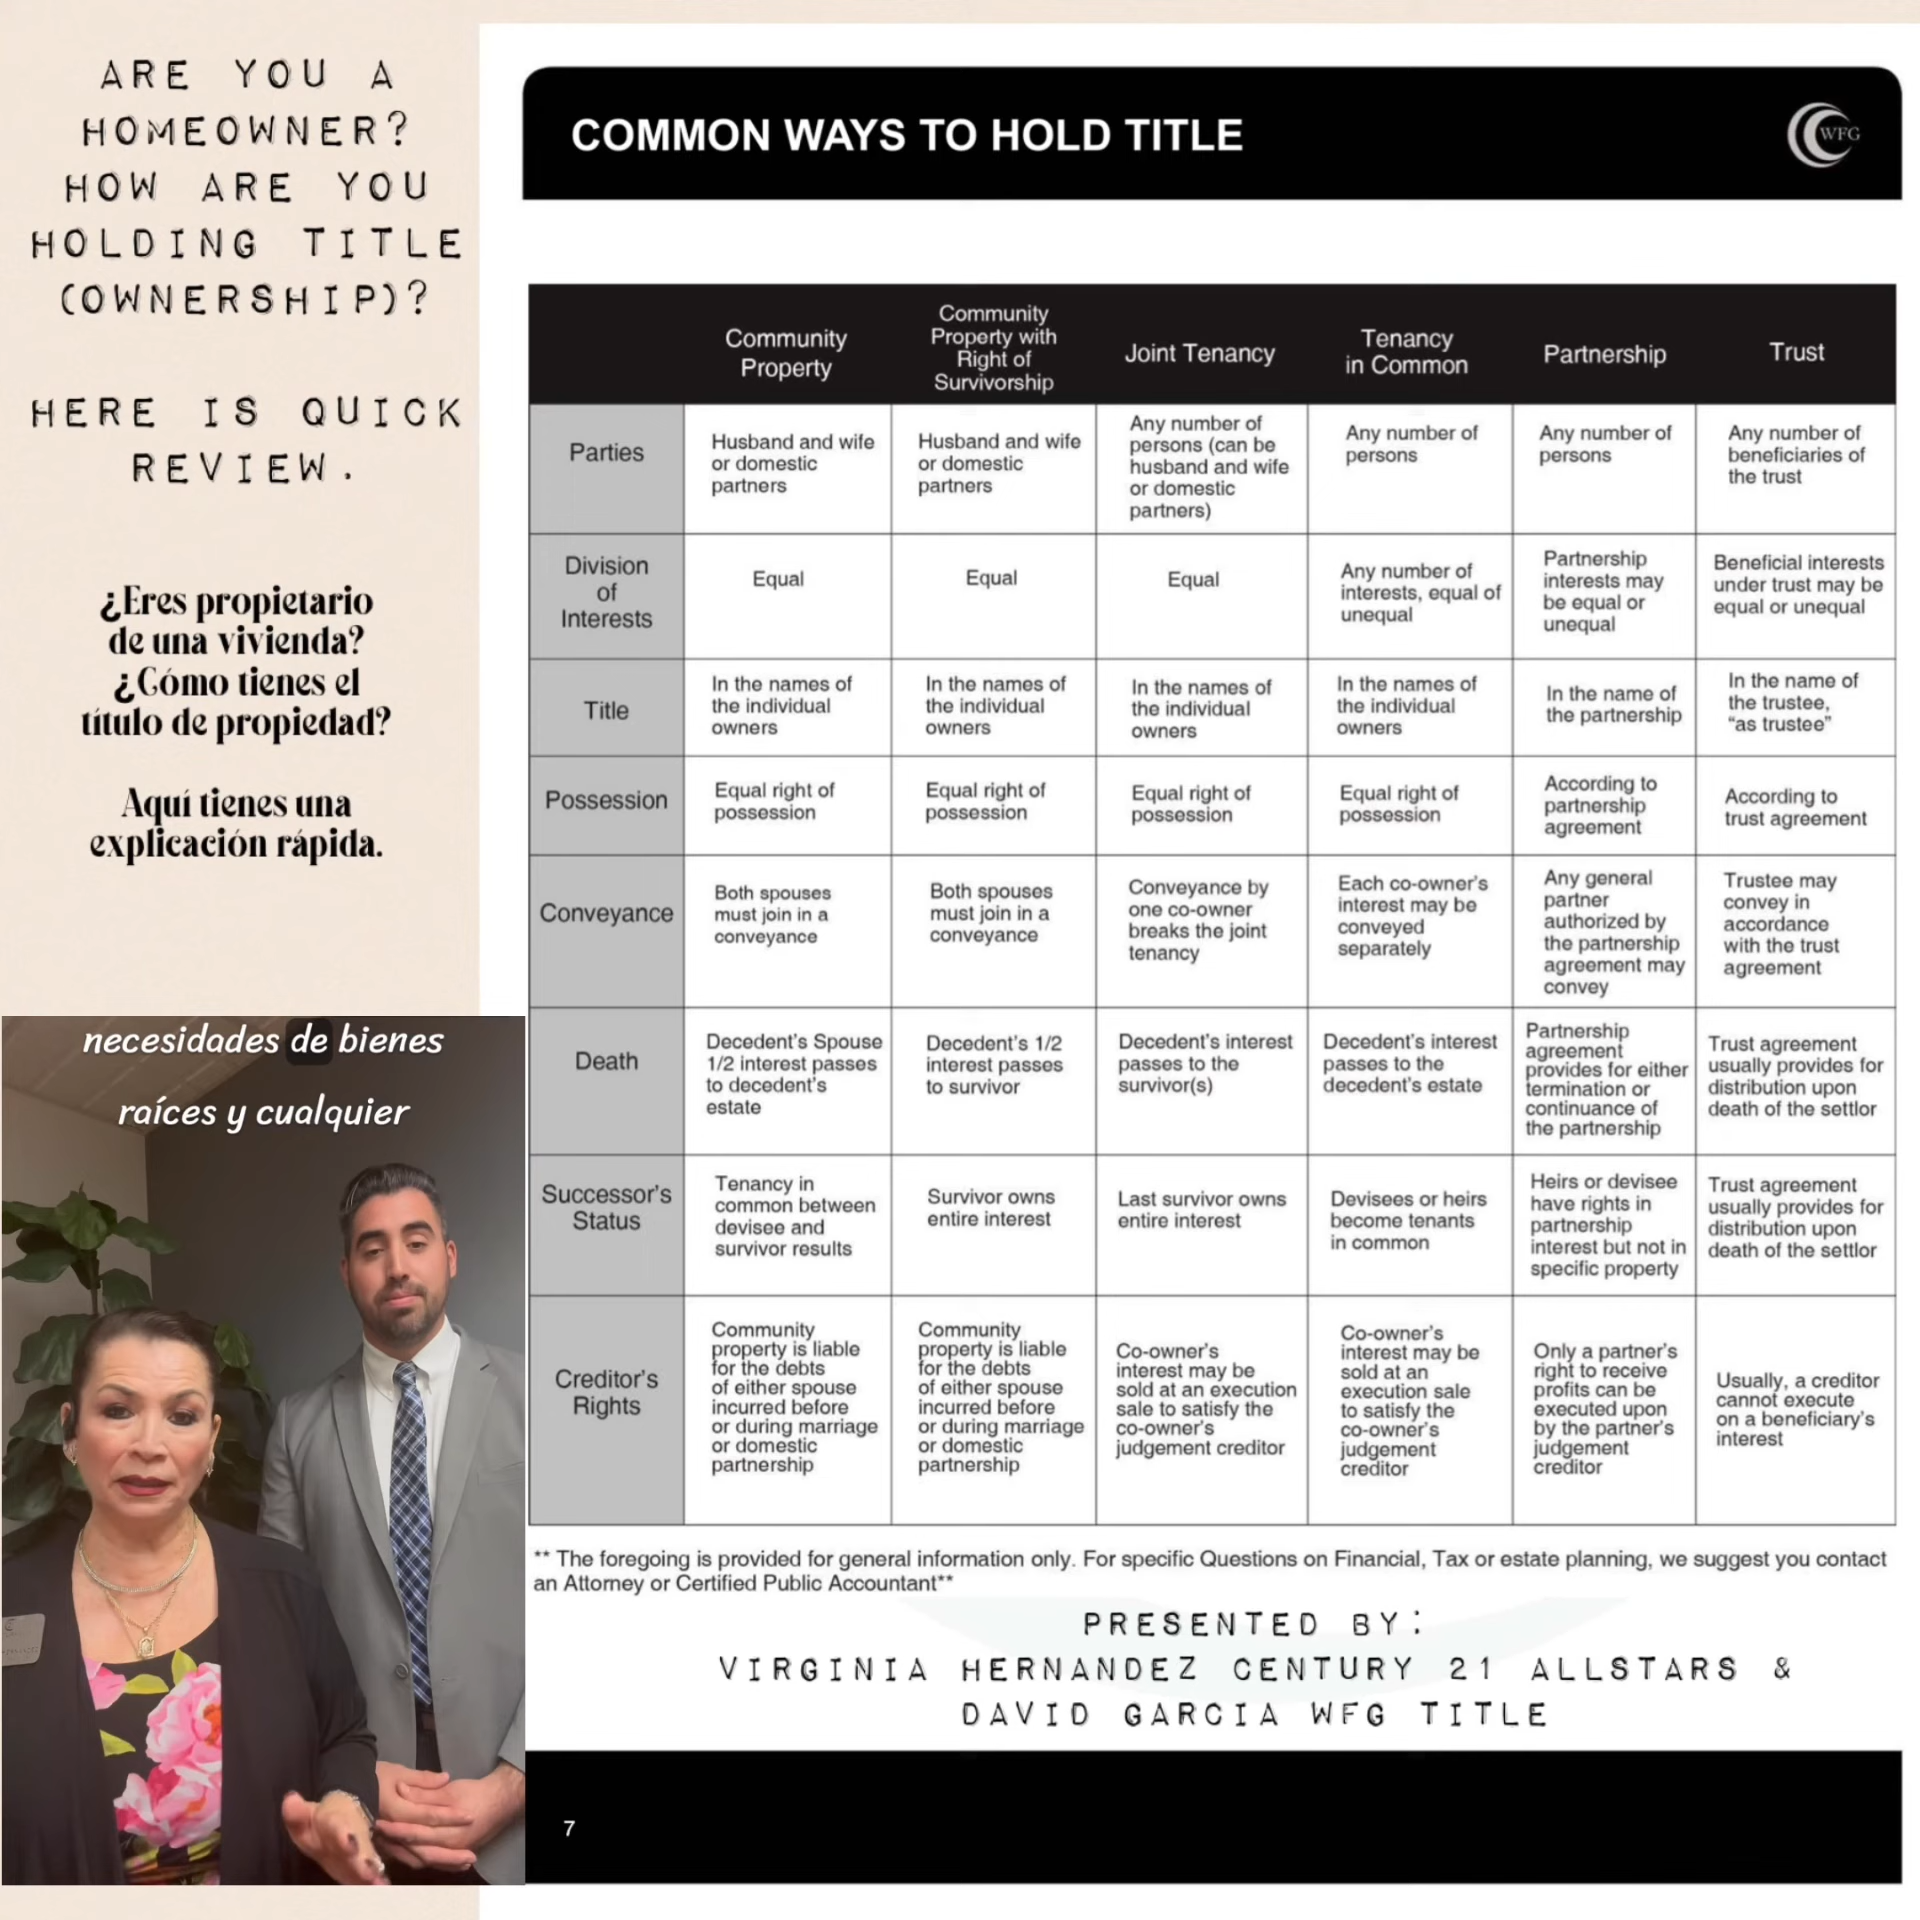 ARE YOU A
HOMEOWNER?
HOW ARE YOU
HOLDING TITLE
(OWNERSHIP)?
HERE IS QUICK
REVIEW.
¿Eres propietario
de una vivienda?
¿Cómo tienes el
título de propiedad?
Aquí tienes una
explicación rápida.
necesidades de bienes
raíces y cualquier
COMMON WAYS TO HOLD TITLE
WFG
Community
Property
Community
Property with
Right of
Survivorship
Joint Tenancy
Tenancy
in Common
Partnership
Trust
Parties
Husband and wife
or domestic
partners
Husband and wife
or domestic
partners
Any number of
persons (can be
husband and wife
or domestic
partners)
Any number of
persons
Any number of
persons
Any number of
beneficiaries of
the trust
Division
of
Interests
Equal
Equal
Equal
Any number of
interests, equal of
unequal
Partnership
interests may
be equal or
unequal
Beneficial interests
under trust may be
equal or unequal
Title
In the names of
the individual
owners
In the names of
the individual
owners
In the names of
the individual
owners
In the names of
the individual
owners
In the name of
the partnership
In the name of
the trustee,
“as trustee”
Possession
Equal right of
possession
Equal right of
possession
Equal right of
possession
Equal right of
possession
According to
partnership
agreement
According to
trust agreement
Conveyance
Both spouses
must join in a
conveyance
Both spouses
must join in a
conveyance
Conveyance by
one co-owner
breaks the joint
tenancy
Each co-owner’s
interest may be
conveyed
separately
Any general
partner
authorized by
the partnership
agreement may
convey
Trustee may
convey in
accordance
with the trust
agreement
Death
Decedent’s Spouse
1/2 interest passes
to decedent’s
estate
Decedent’s 1/2
interest passes
to survivor
Decedent’s interest
passes to the
survivor(s)
Decedent’s interest
passes to the
decedent’s estate
Partnership
agreement
provides for either
termination or
continuance of
the partnership
Trust agreement
usually provides for
distribution upon
death of the settlor
Successor’s
Status
Tenancy in
common between
devisee and
survivor results
Survivor owns
entire interest
Last survivor owns
entire interest
Devisees or heirs
become tenants
in common
Heirs or devisee
have rights in
partnership
interest but not in
specific property
Trust agreement
usually provides for
distribution upon
death of the settlor
Creditor’s
Rights
Community
property is liable
for the debts
of either spouse
incurred before
or during marriage
or domestic
partnership
Community
property is liable
for the debts
of either spouse
incurred before
or during marriage
or domestic
partnership
Co-owner’s
interest may be
sold at an execution
sale to satisfy the
co-owner’s
judgement creditor
Co-owner’s
interest may be
sold at an
execution sale
to satisfy the
co-owner’s
judgement
creditor
Only a partner’s
right to receive
profits can be
executed upon
by the partner’s
judgement
creditor
Usually, a creditor
cannot execute
on a beneficiary’s
interest
** The foregoing is provided for general information only. For specific Questions on Financial, Tax or estate planning, we suggest you contact
an Attorney or Certified Public Accountant**
PRESENTED BY:
VIRGINIA HERNANDEZ CENTURY 21 ALLSTARS &
DAVID GARCIA WFG TITLE
7